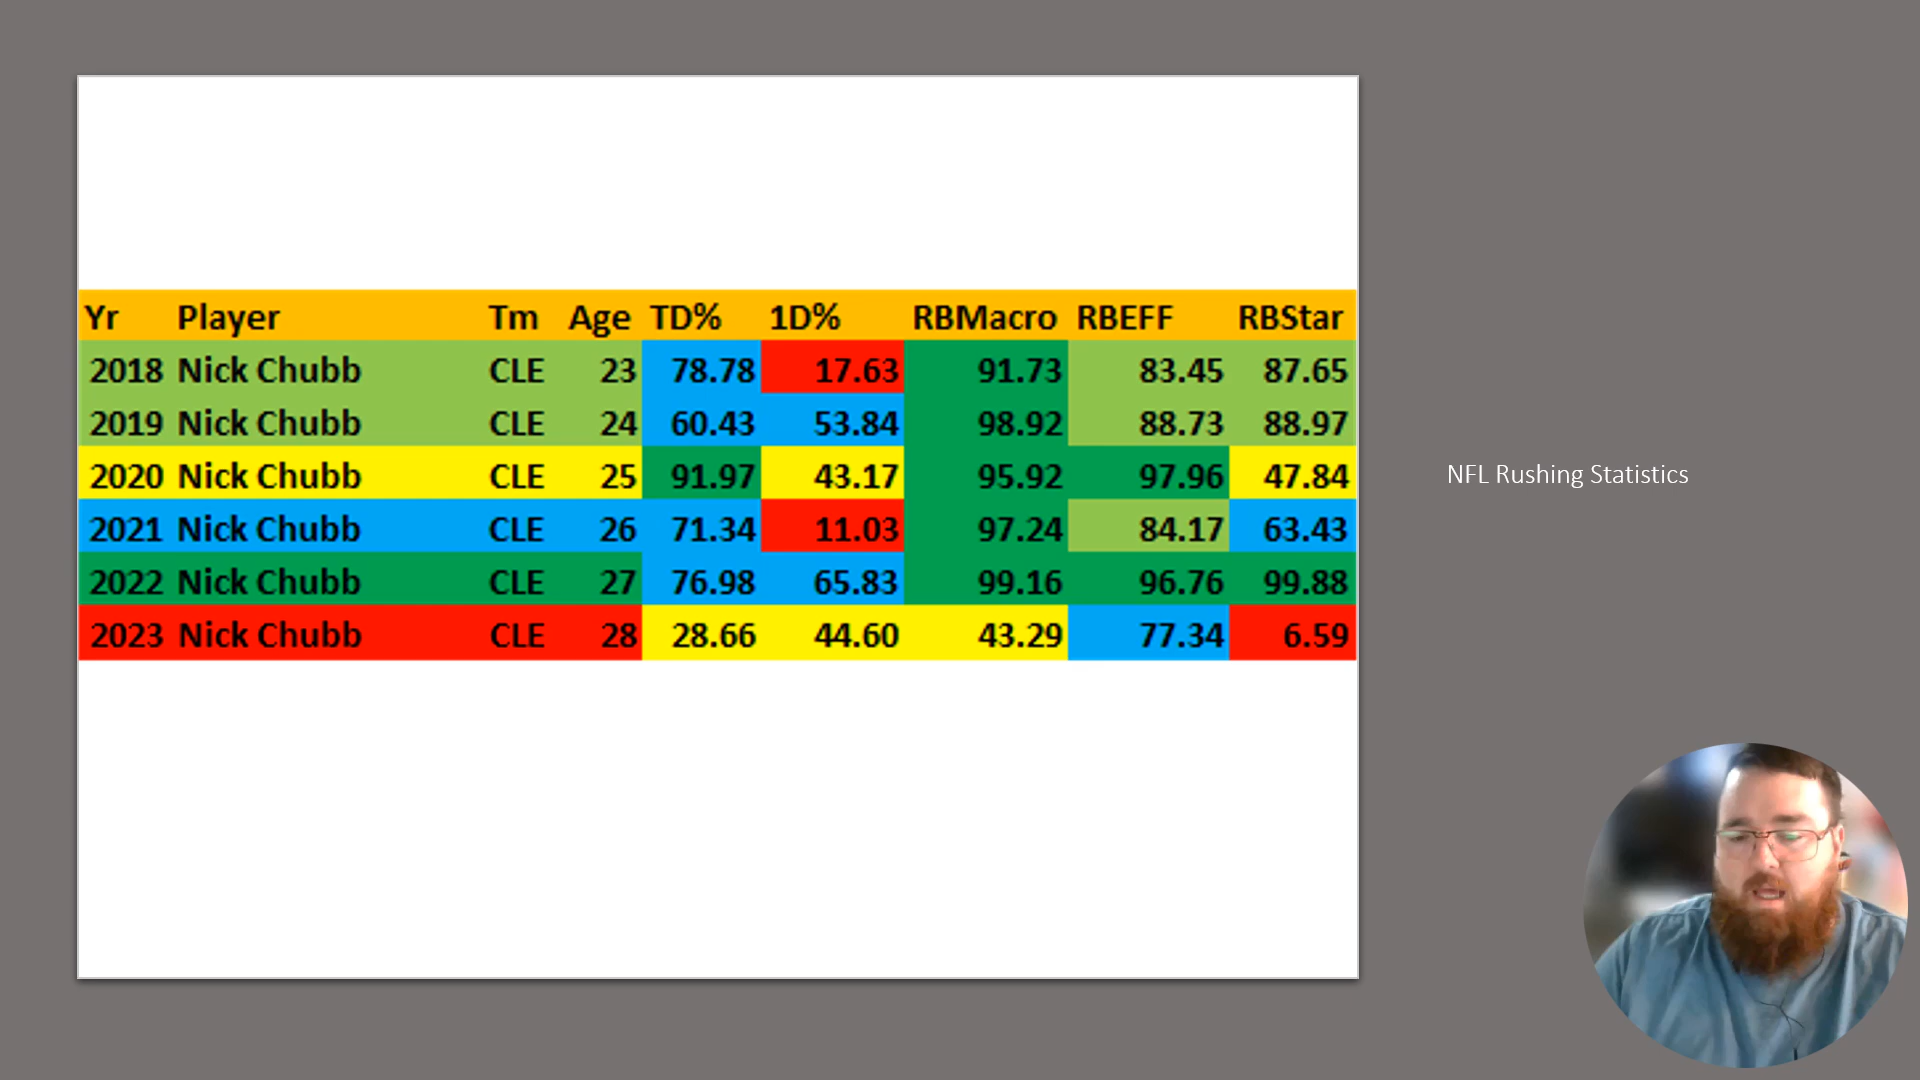 Yr Player Tm Age TD% 1D% RBMacro RBEFF RBStar
2018 Nick Chubb CLE 23 78.78 17.63 91.73 83.45 87.65
2019 Nick Chubb CLE 24 60.43 53.84 98.92 88.73 88.97
2020 Nick Chubb CLE 25 91.97 43.17 95.92 97.96 47.84
2021 Nick Chubb CLE 26 71.34 11.03 97.24 84.17 63.43
2022 Nick Chubb CLE 27 76.98 65.83 99.16 96.76 99.88
2023 Nick Chubb CLE 28 28.66 44.60 43.29 77.34 6.59
NFL Rushing Statistics